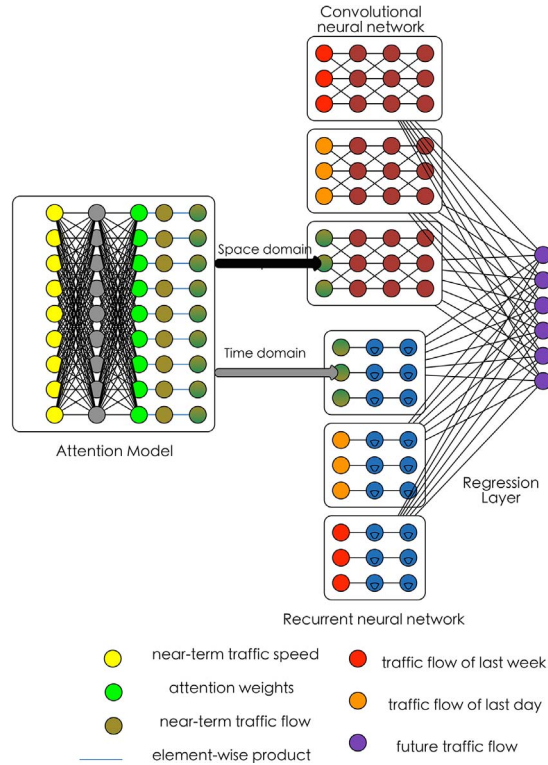 Convolutional
neural network
Space domain
Time domain
Attention Model
Regression
Layer
Recurrent neural network
near-term traffic speed
traffic flow of last week
attention weights
traffic flow of last day
near-term traffic flow
future traffic flow
element-wise product